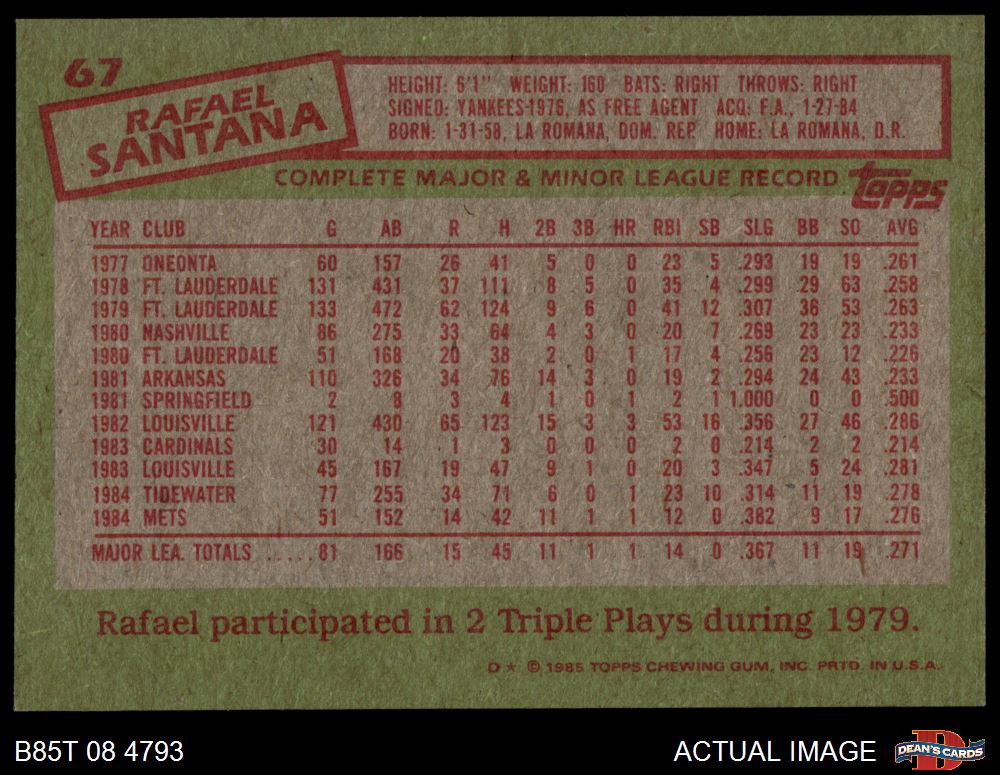 67
RAFAEL
SANTANA
HEIGHT: 6'1" WEIGHT: 160 BATS: RIGHT THROWS: RIGHT
SIGNED: YANKEES-1976, AS FREE AGENT ACQ: F.A., 1-27-84
BORN: 1-31-58, LA ROMANA, DOM. REP. HOME: LA ROMANA, D.R.
COMPLETE MAJOR & MINOR LEAGUE RECORD topps
YEAR CLUB G AB R H 2B 3B HR RBI SB SLG BB SO AVG
1977 ONEONTA 60 157 26 41 5 0 0 23 5 .293 19 19 .261
1978 FT. LAUDERDALE 131 431 37 111 8 5 0 35 4 .299 29 63 .258
1979 FT. LAUDERDALE 133 472 62 124 9 6 0 41 12 .307 36 53 .263
1980 NASHVILLE 86 275 33 64 4 3 0 20 7 .269 23 23 .233
1980 FT. LAUDERDALE 51 168 20 38 2 0 1 17 4 .256 23 12 .226
1981 ARKANSAS 110 326 34 76 14 3 0 19 2 .294 24 43 .233
1981 SPRINGFIELD 2 8 3 4 1 0 1 2 1 1.000 0 0 .500
1982 LOUISVILLE 121 430 65 123 15 3 3 53 16 .356 27 46 .286
1983 CARDINALS 30 14 1 3 0 0 0 2 0 .214 2 2 .214
1983 LOUISVILLE 45 167 19 47 9 1 0 20 3 .347 5 24 .281
1984 TIDEWATER 77 255 34 71 6 0 1 23 10 .314 11 19 .278
1984 METS 51 152 14 42 11 1 1 12 0 .382 9 17 .276
MAJOR LEA. TOTALS .....81 166 15 45 11 1 1 14 0 .367 11 19 .271
Rafael participated in 2 Triple Plays during 1979.
D★ © 1985 TOPPS CHEWING GUM, INC. PRTD. IN U.S.A.
B85T 08 4793 ACTUAL IMAGE D DEAN'S CARDS